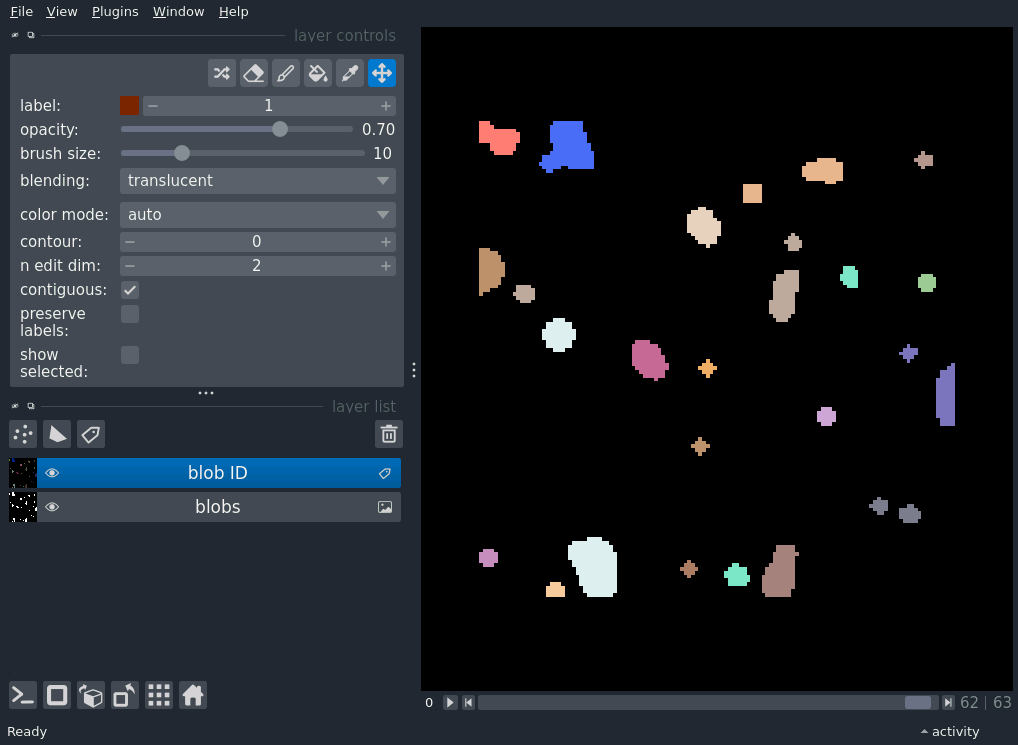 File View Plugins Window Help
layer controls
label: 1
opacity: 0.70
brush size: 10
blending: translucent
color mode: auto
contour: 0
n edit dim: 2
contiguous:
preserve
labels:
show
selected:
layer list
blob ID
blobs
0 62 | 63
Ready activity